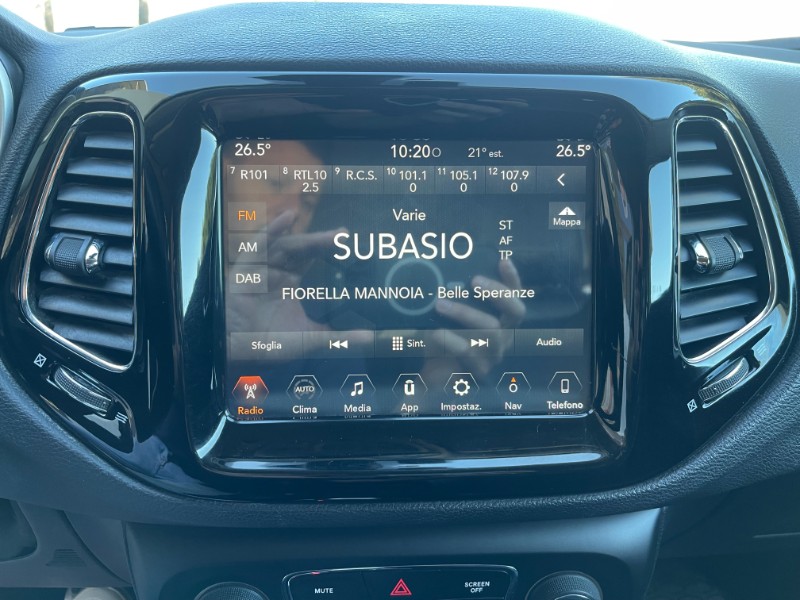 26.5° 10:20 21° est. 26.5°
7 R101 8 RTL10 2.5 9 R.C.S. 10 101.1 0 11 105.1 0 12 107.9 0
FM Varie ST Mappa
AM SUBASIO AF
TP
DAB
FIORELLA MANNOIA - Belle Speranze
Sfoglia Sint. Audio
AUTO
Radio Clima Media App Impostaz. Nav Telefono
MUTE SCREEN OFF